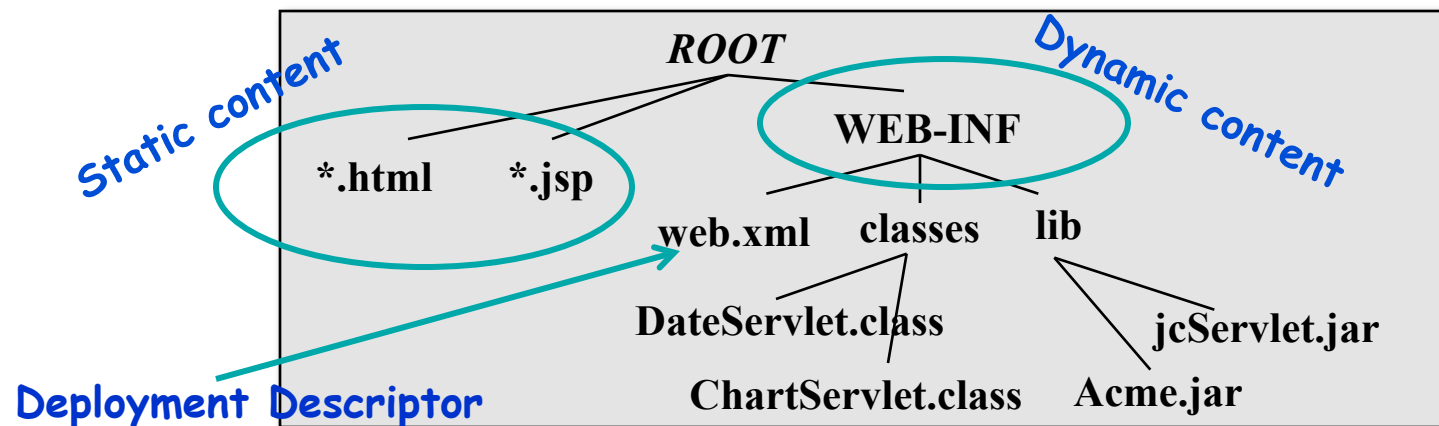 ROOT
Static content
Dynamic content
WEB-INF
*.html
*.jsp
web.xml
classes
lib
DateServlet.class
jcServlet.jar
ChartServlet.class
Acme.jar
Deployment Descriptor